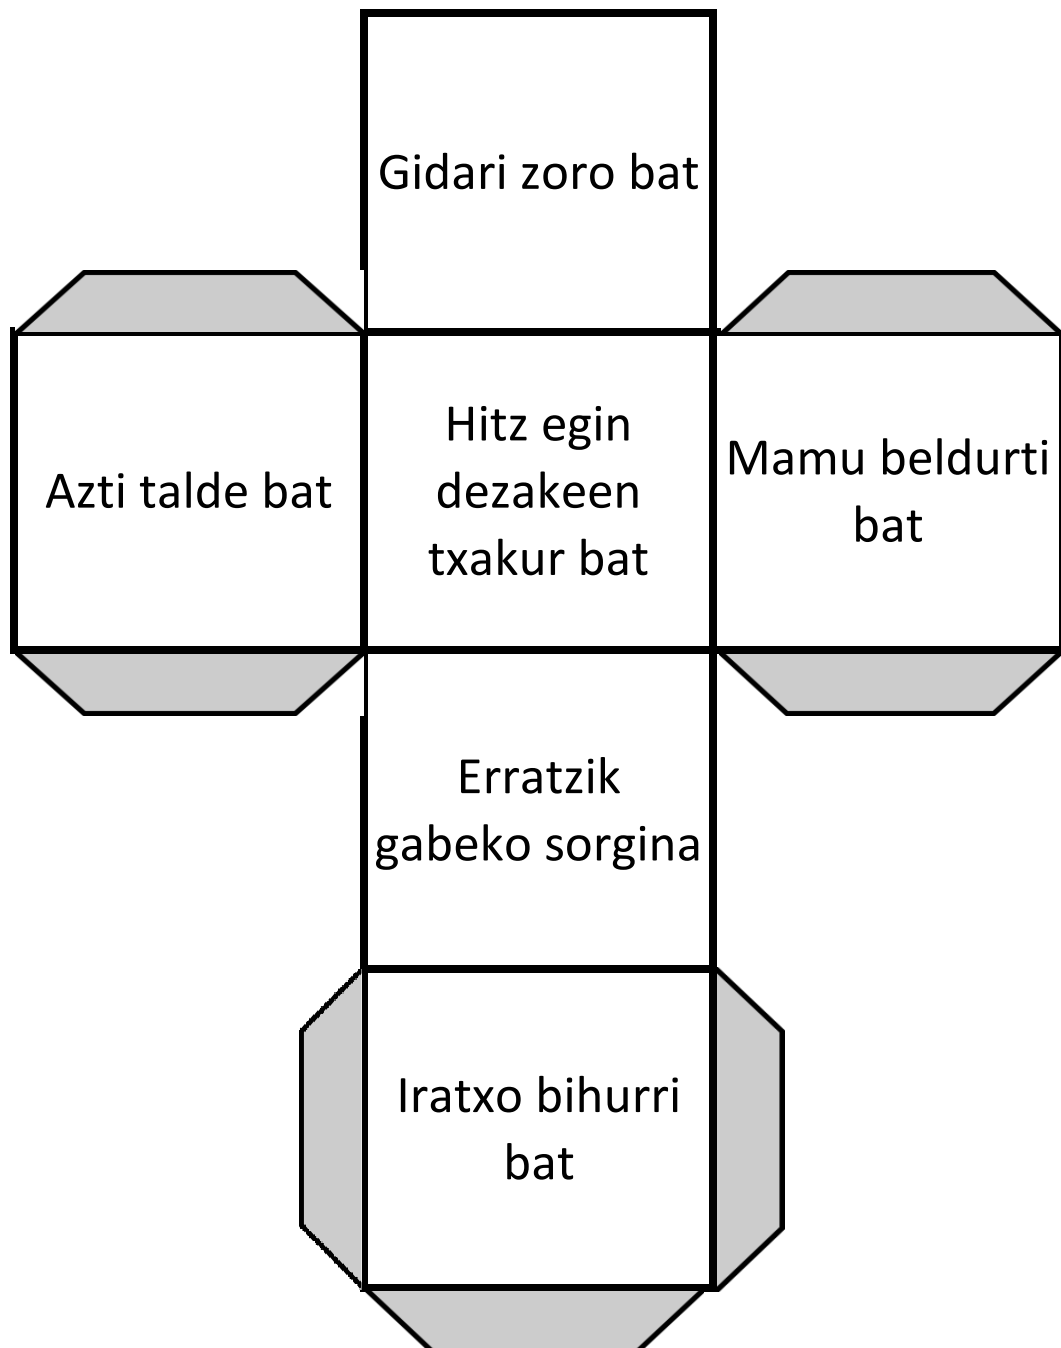 Gidari zoro bat
Azti talde bat
Hitz egin
dezakeen
txakur bat
Mamu beldurti
bat
Erratzik
gabeko sorgina
Iratxo bihurri
bat